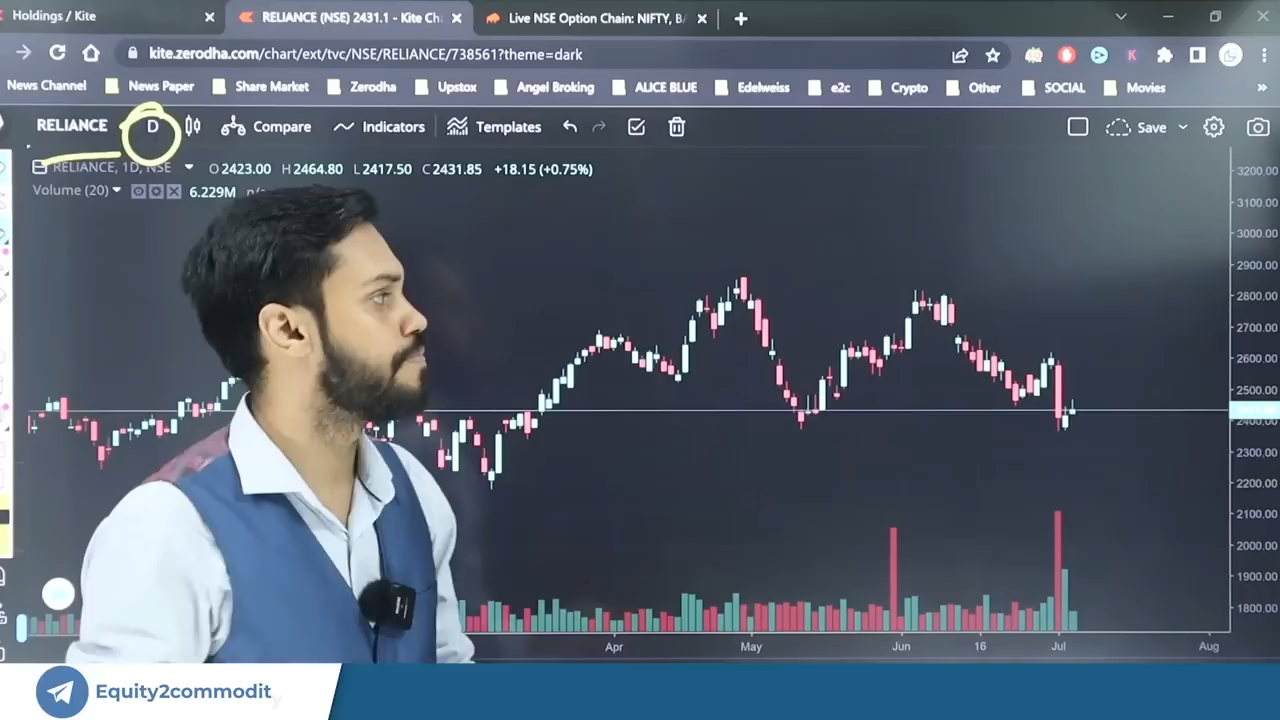 Holdings / Kite
RELIANCE (NSE) 2431.1 - Kite Ch
Live NSE Option Chain: NIFTY, B
kite.zerodha.com/chart/ext/tvc/NSE/RELIANCE/738561?theme=dark
News Channel News Paper Share Market Zerodha Upstox Angel Broking ALICE BLUE Edelweiss e2c Crypto Other SOCIAL Movies »
RELIANCE D Compare Indicators Templates Save
RELIANCE, 1D, NSE O2423.00 H2464.80 L2417.50 C2431.85 +18.15 (+0.75%)
Volume (20) 6.229M n/a
3200.00
3100.00
3000.00
2900.00
2800.00
2700.00
2600.00
2500.00
2400.00
2300.00
2200.00
2100.00
2000.00
1900.00
1800.00
Apr May Jun 16 Jul Aug
Equity2commodity